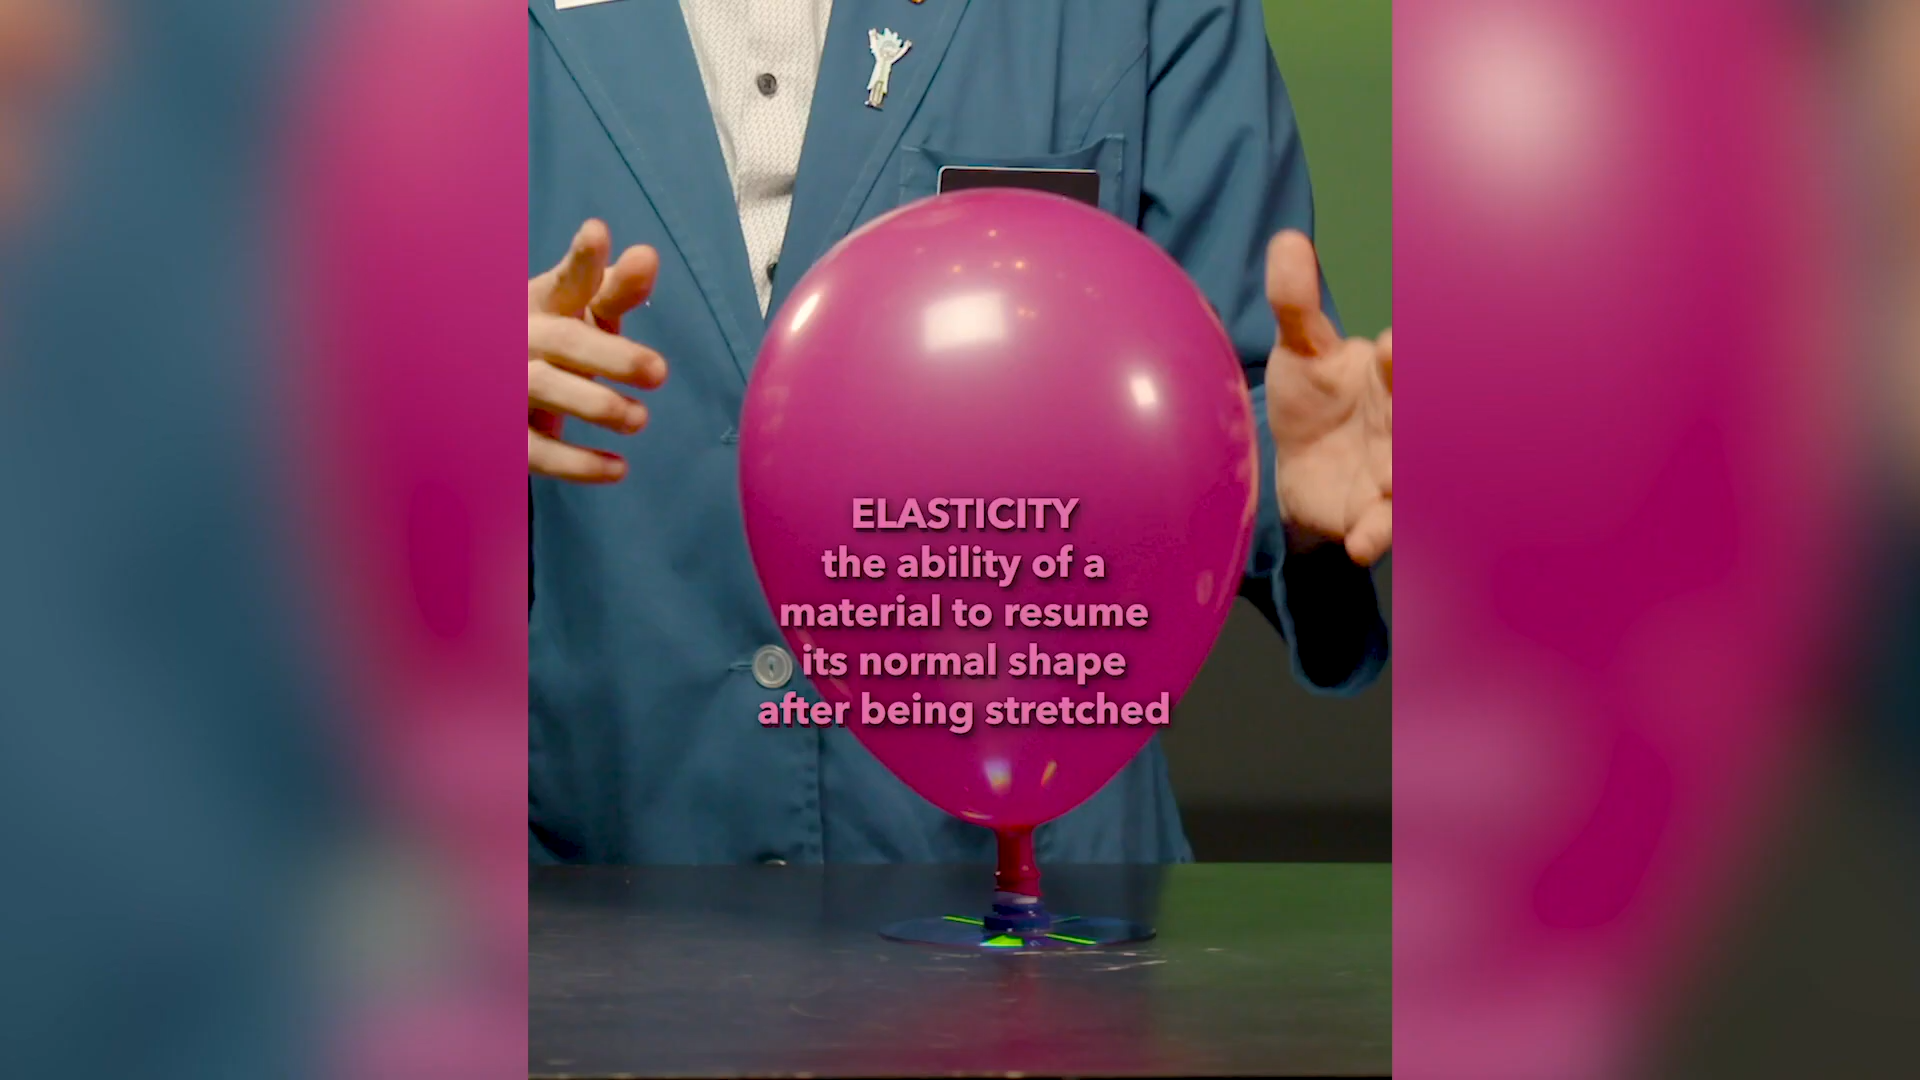 ELASTICITY
the ability of a
material to resume
its normal shape
after being stretched